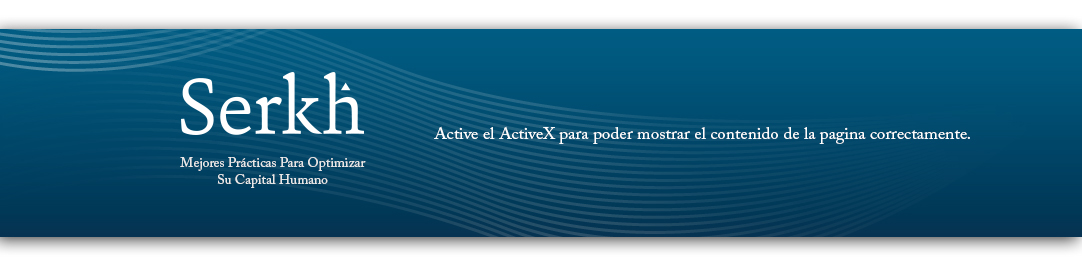 Serkh
Mejores Prácticas Para Optimizar
Su Capital Humano
Active el ActiveX para poder mostrar el contenido de la pagina correctamente.